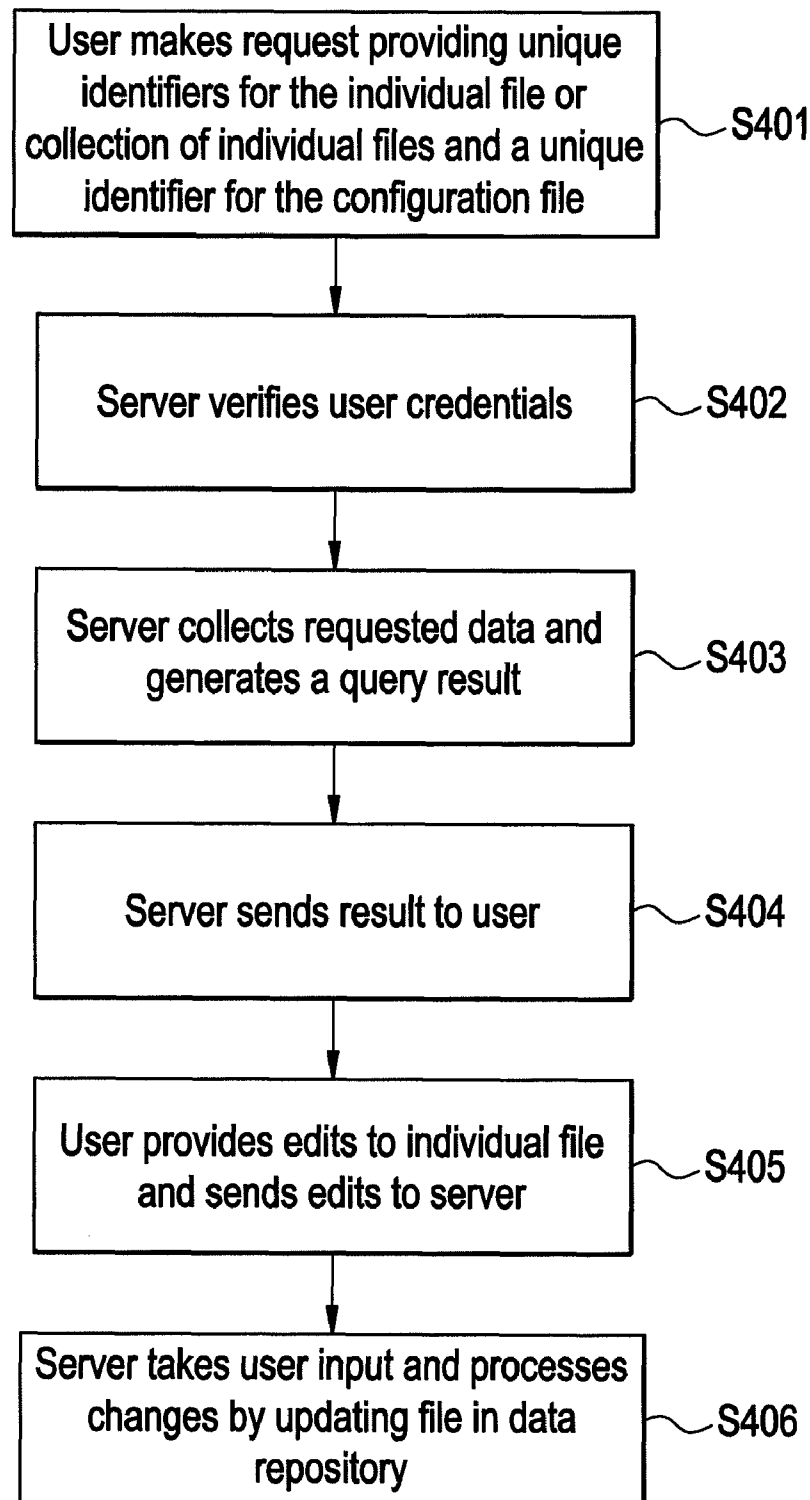 User makes request providing unique
identifiers for the individual file or
collection of individual files and a unique
identifier for the configuration file
S401
Server verifies user credentials
S402
Server collects requested data and
generates a query result
S403
Server sends result to user
S404
User provides edits to individual file
and sends edits to server
S405
Server takes user input and processes
changes by updating file in data
repository
S406